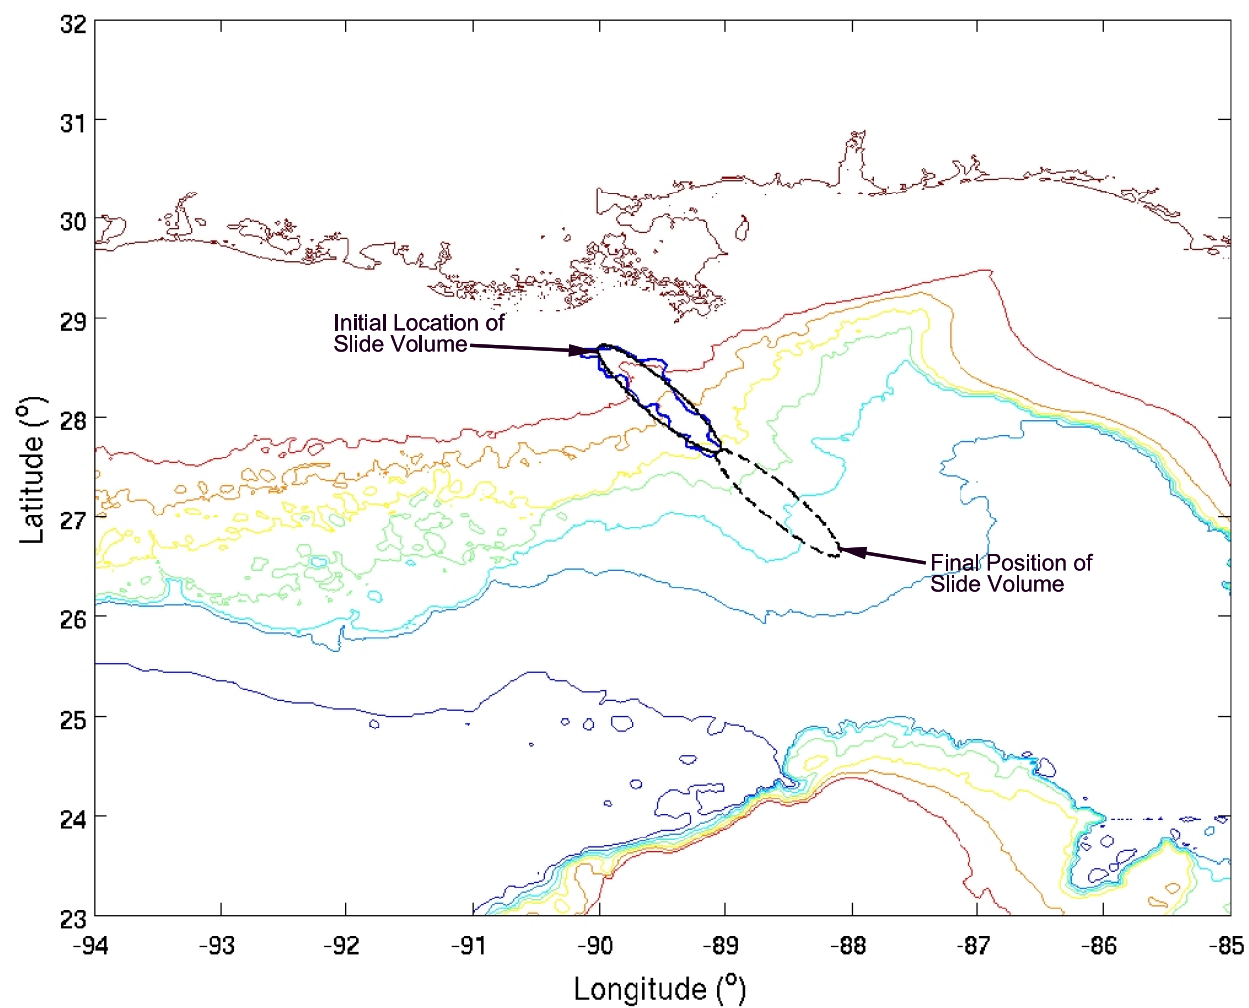 32
31
30
29
28
27
26
25
24
23
Latitude (°)
Initial Location of
Slide Volume
Final Position of
Slide Volume
-94 -93 -92 -91 -90 -89 -88 -87 -86 -85
Longitude (°)